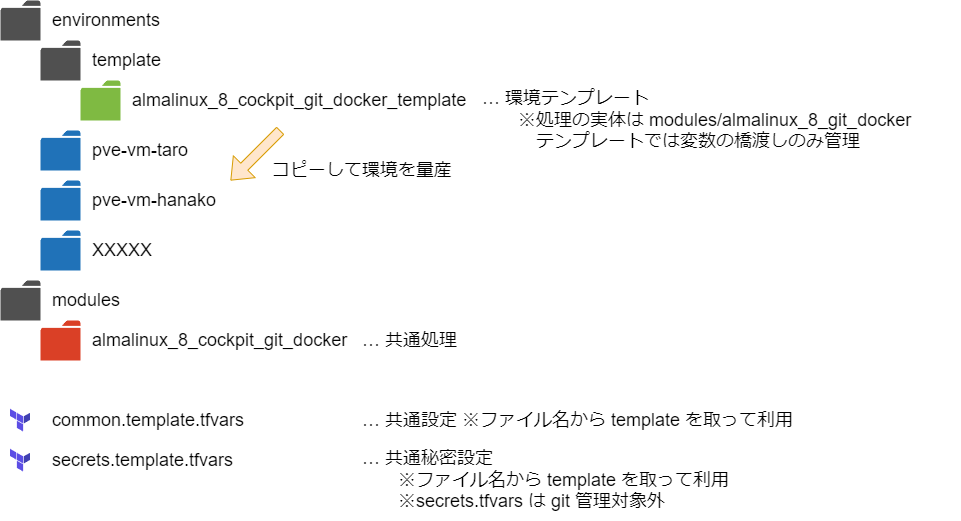 environments
template
almalinux_8_cockpit_git_docker_template … 環境テンプレート
※処理の実体は modules/almalinux_8_git_docker
テンプレートでは変数の橋渡しのみ管理
pve-vm-taro
コピーして環境を量産
pve-vm-hanako
XXXXX
modules
almalinux_8_cockpit_git_docker … 共通処理
common.template.tfvars … 共通設定 ※ファイル名から template を取って利用
secrets.template.tfvars … 共通秘密設定
※ファイル名から template を取って利用
※secrets.tfvars は git 管理対象外